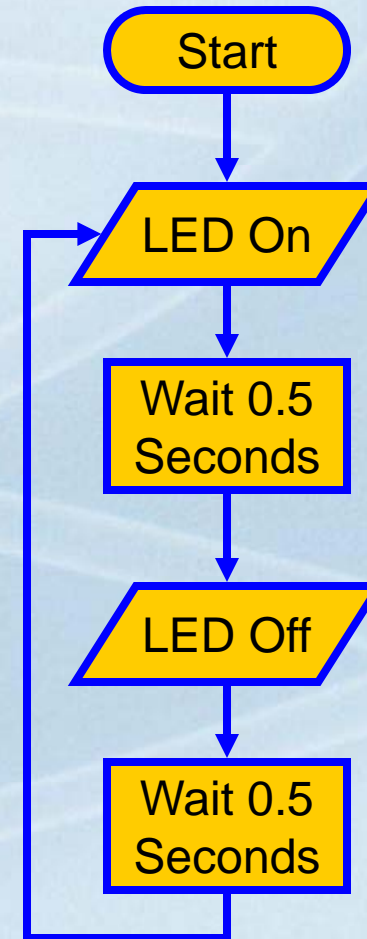 Start
LED On
Wait 0.5
Seconds
LED Off
Wait 0.5
Seconds